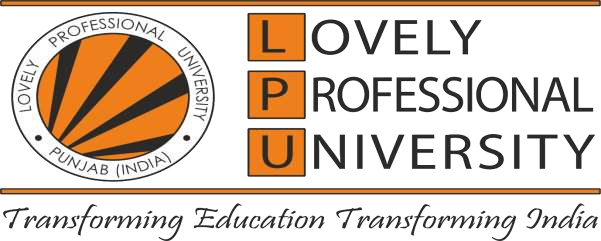 LOVELY PROFESSIONAL UNIVERSITY
• PUNJAB (INDIA) •
LOVELY
PROFESSIONAL
UNIVERSITY
Transforming Education Transforming India